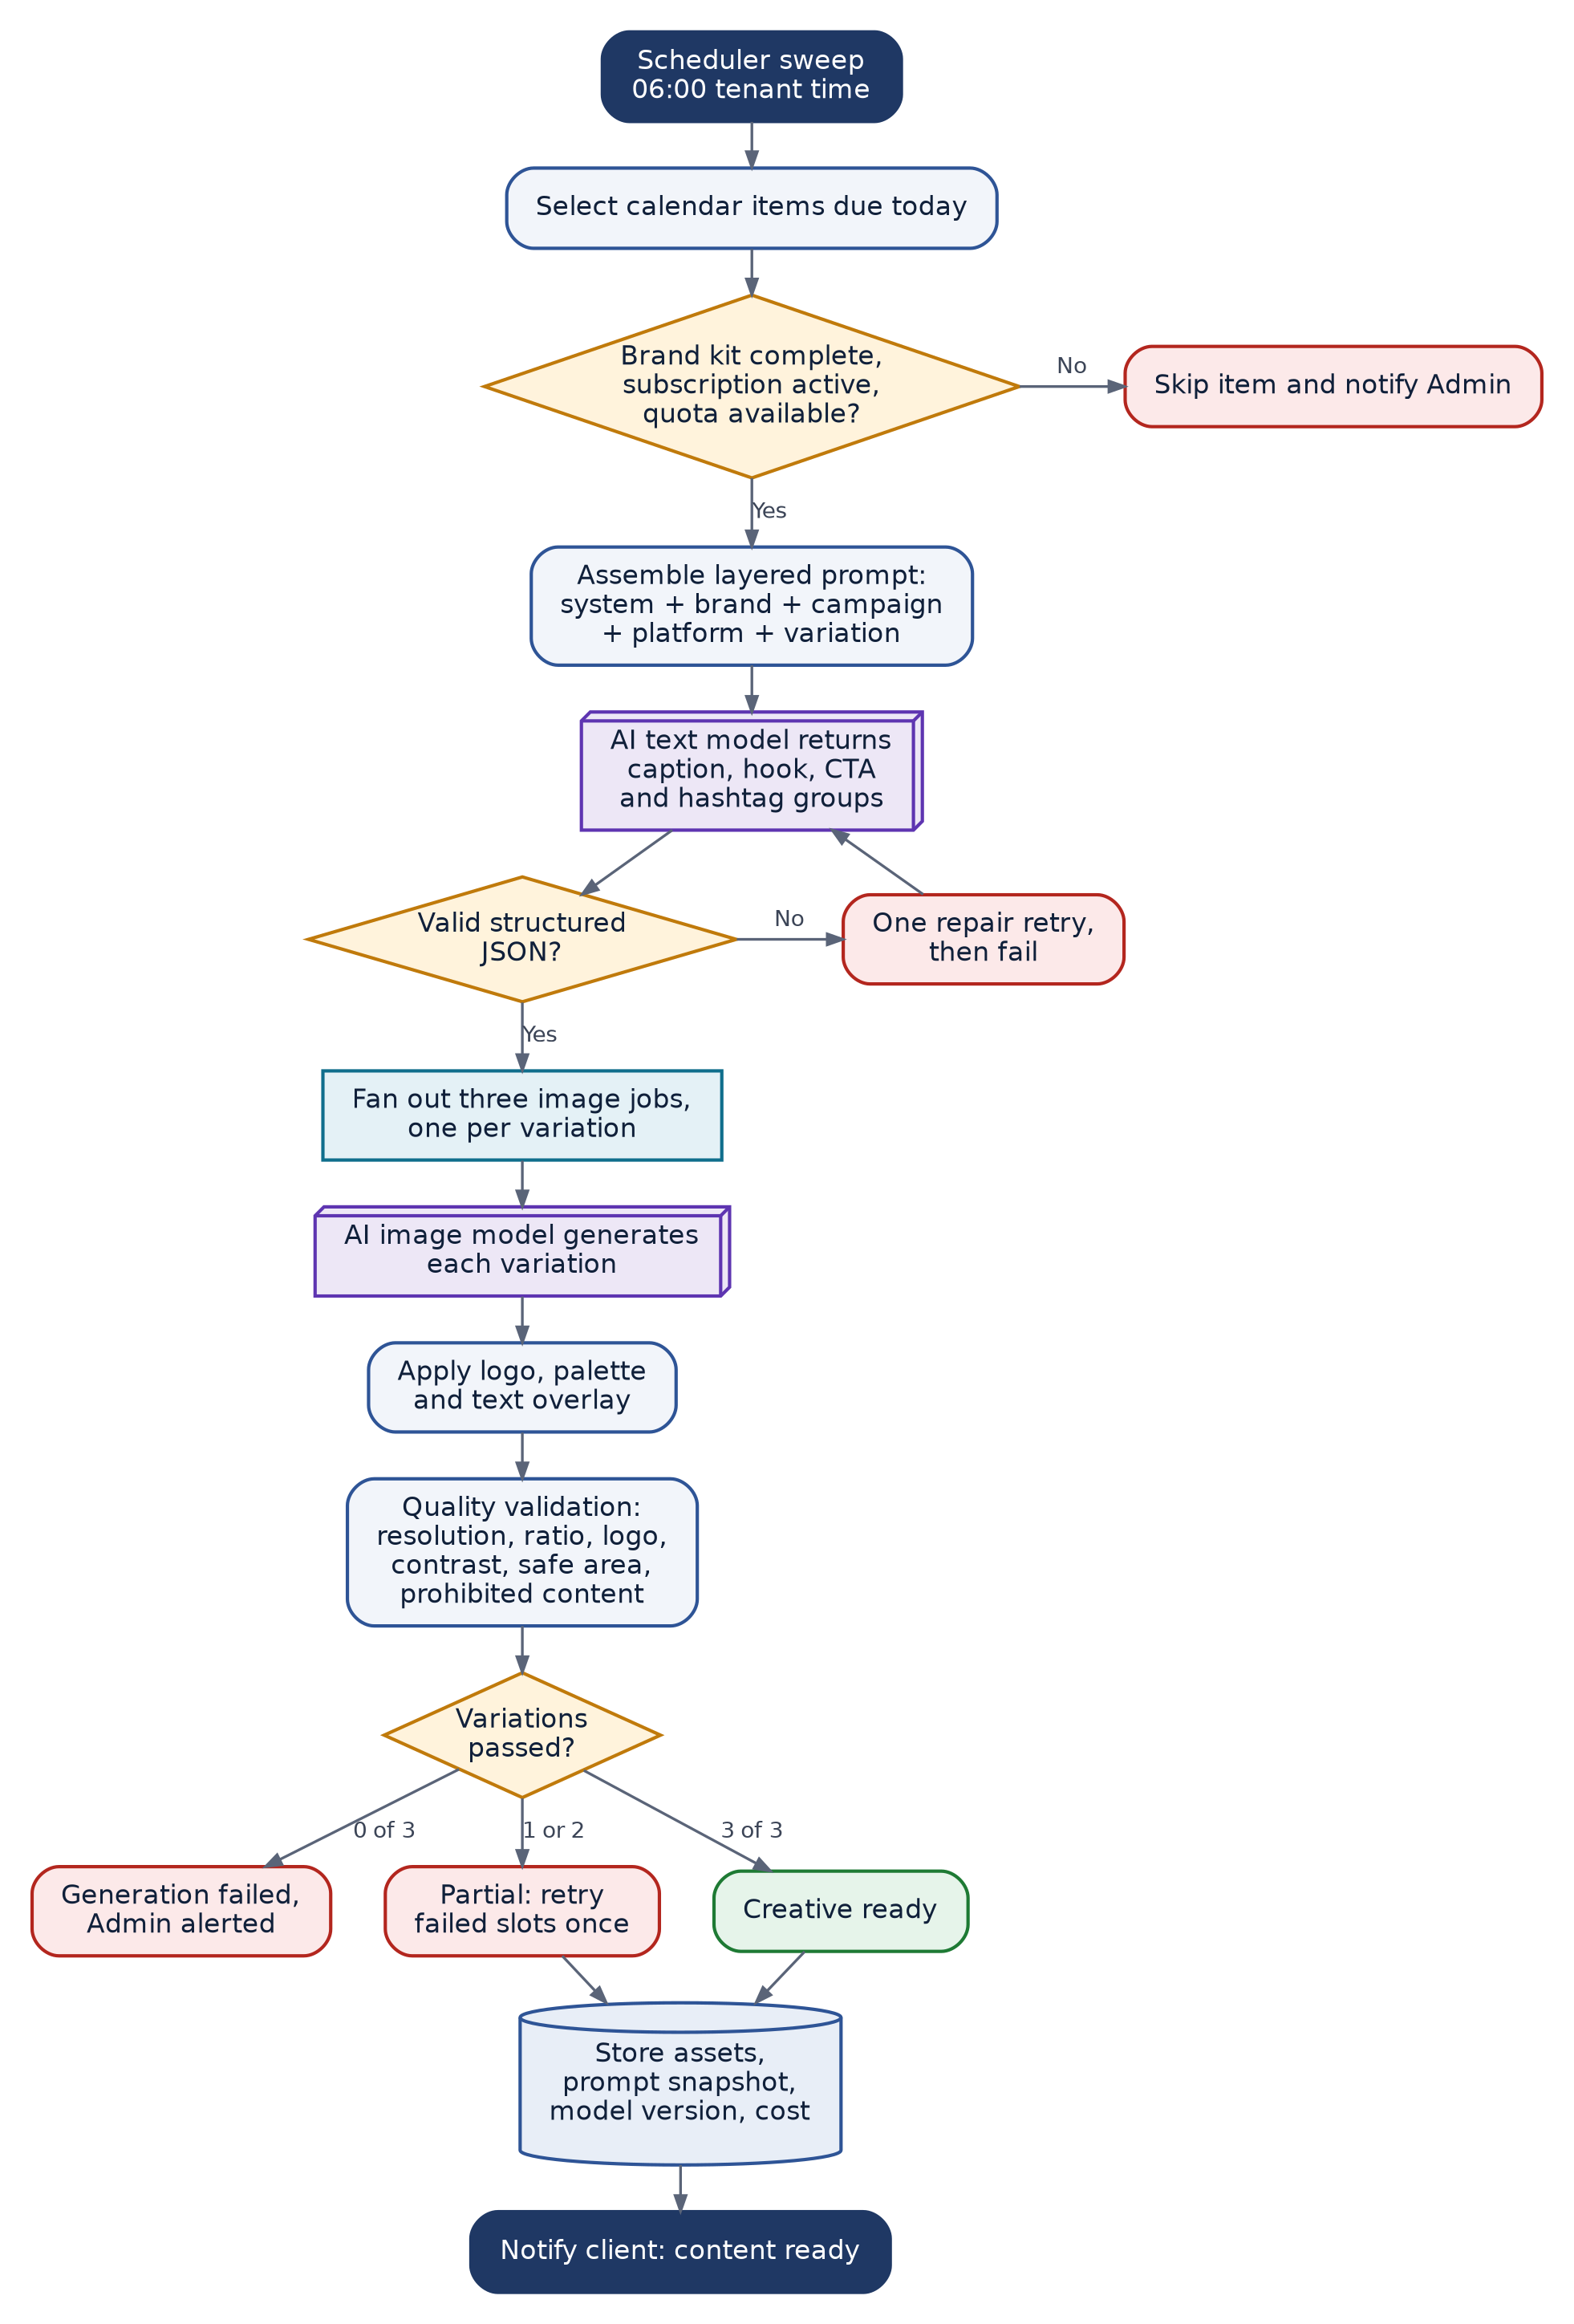 Scheduler sweep
06:00 tenant time
Select calendar items due today
Brand kit complete,
subscription active,
quota available?
No
Skip item and notify Admin
Yes
Assemble layered prompt:
system + brand + campaign
+ platform + variation
AI text model returns
caption, hook, CTA
and hashtag groups
Valid structured
JSON?
No
One repair retry,
then fail
Yes
Fan out three image jobs,
one per variation
AI image model generates
each variation
Apply logo, palette
and text overlay
Quality validation:
resolution, ratio, logo,
contrast, safe area,
prohibited content
Variations
passed?
0 of 3
1 or 2
3 of 3
Generation failed,
Admin alerted
Partial: retry
failed slots once
Creative ready
Store assets,
prompt snapshot,
model version, cost
Notify client: content ready